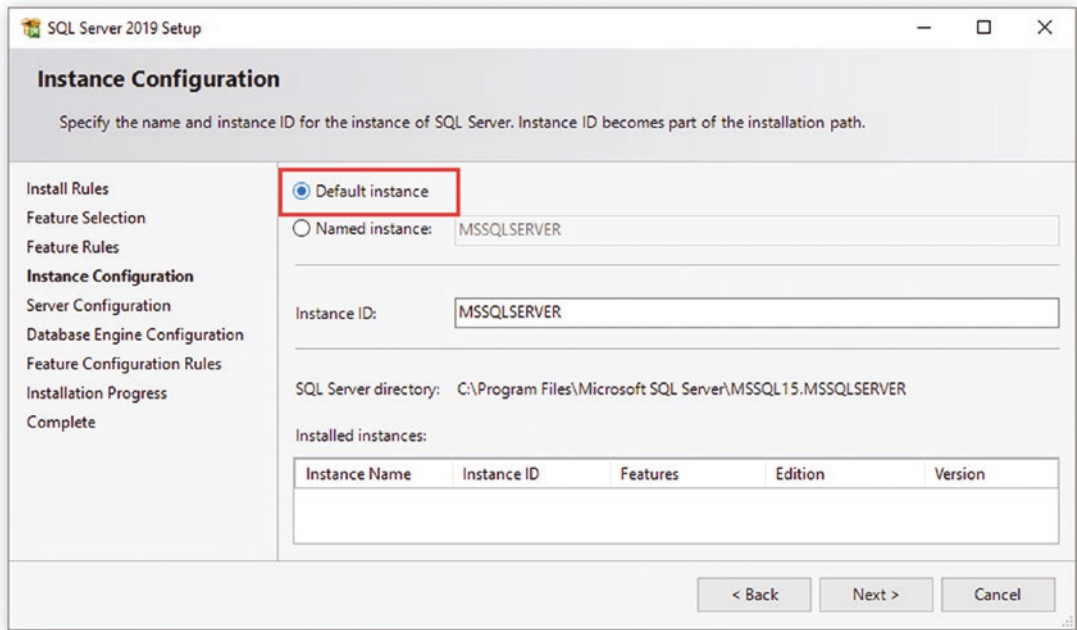 SQL Server 2019 Setup
Instance Configuration
Specify the name and instance ID for the instance of SQL Server. Instance ID becomes part of the installation path.
Install Rules
Feature Selection
Feature Rules
Instance Configuration
Server Configuration
Database Engine Configuration
Feature Configuration Rules
Installation Progress
Complete
Default instance
Named instance: MSSQLSERVER
Instance ID: MSSQLSERVER
SQL Server directory: C:\Program Files\Microsoft SQL Server\MSSQL15.MSSQLSERVER
Installed instances:
Instance Name Instance ID Features Edition Version
< Back Next > Cancel